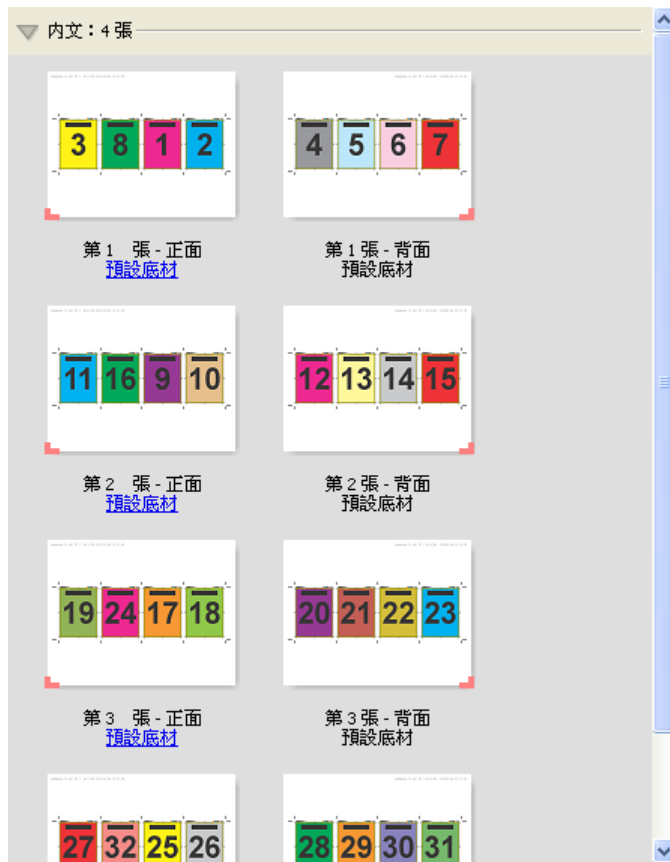 內文：4 張
3 8 1 2
4 5 6 7
第 1 張 - 正面
預設底材
第 1 張 - 背面
預設底材
11 16 9 10
12 13 14 15
第 2 張 - 正面
預設底材
第 2 張 - 背面
預設底材
19 24 17 18
20 21 22 23
第 3 張 - 正面
預設底材
第 3 張 - 背面
預設底材
27 32 25 26
28 29 30 31